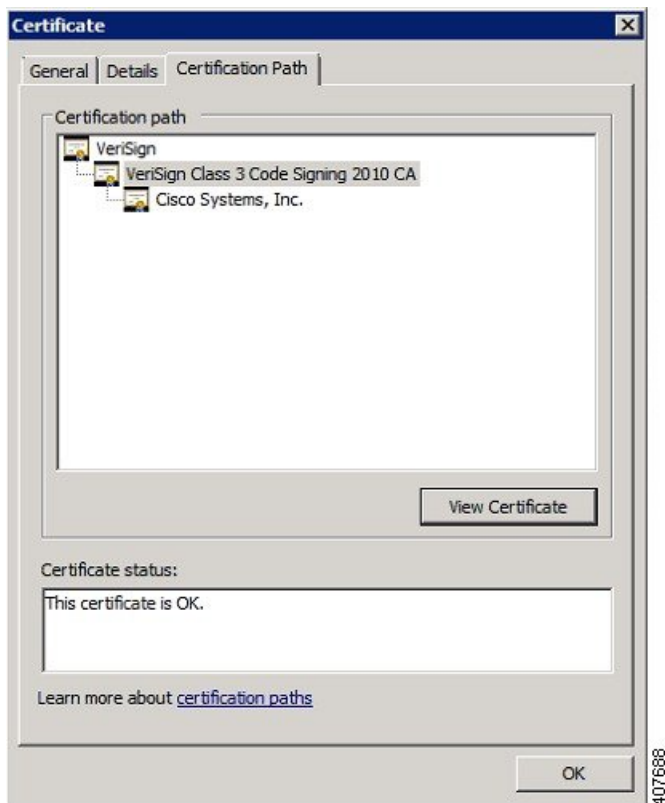 Certificate
General
Details
Certification Path
Certification path
VeriSign
VeriSign Class 3 Code Signing 2010 CA
Cisco Systems, Inc.
View Certificate
Certificate status:
This certificate is OK.
Learn more about certification paths
OK
407688